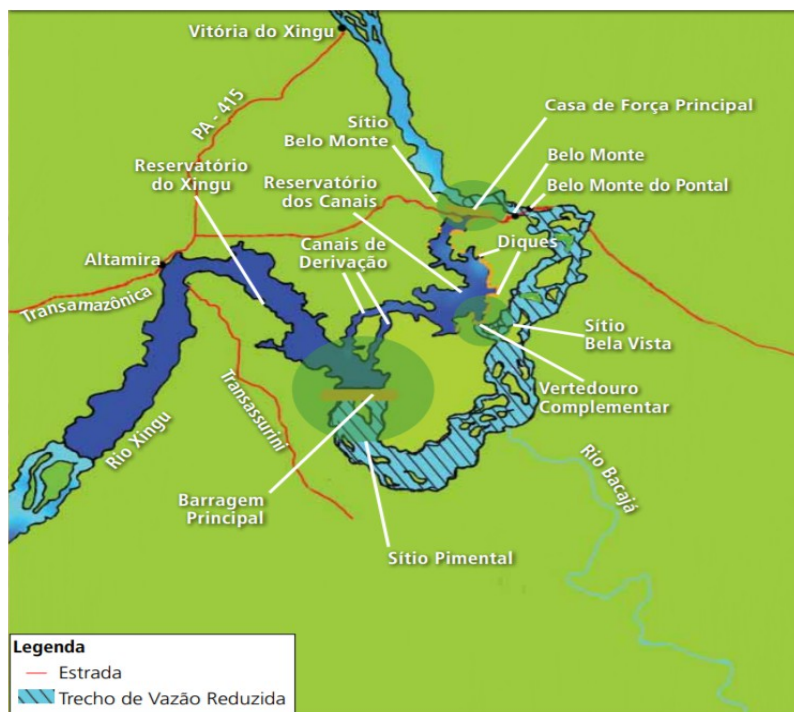 Vitória do Xingu
PA - 415
Casa de Força Principal
Sítio
Belo Monte
Belo Monte
Reservatório
do Xingu
Reservatório
dos Canais
Belo Monte do Pontal
Canais de
Derivação
Diques
Altamira
Transamazônica
Sítio
Bela Vista
Vertedouro
Complementar
Transassurini
Rio Xingu
Rio Bacajá
Barragem
Principal
Sítio Pimental
Legenda
Estrada
Trecho de Vazão Reduzida